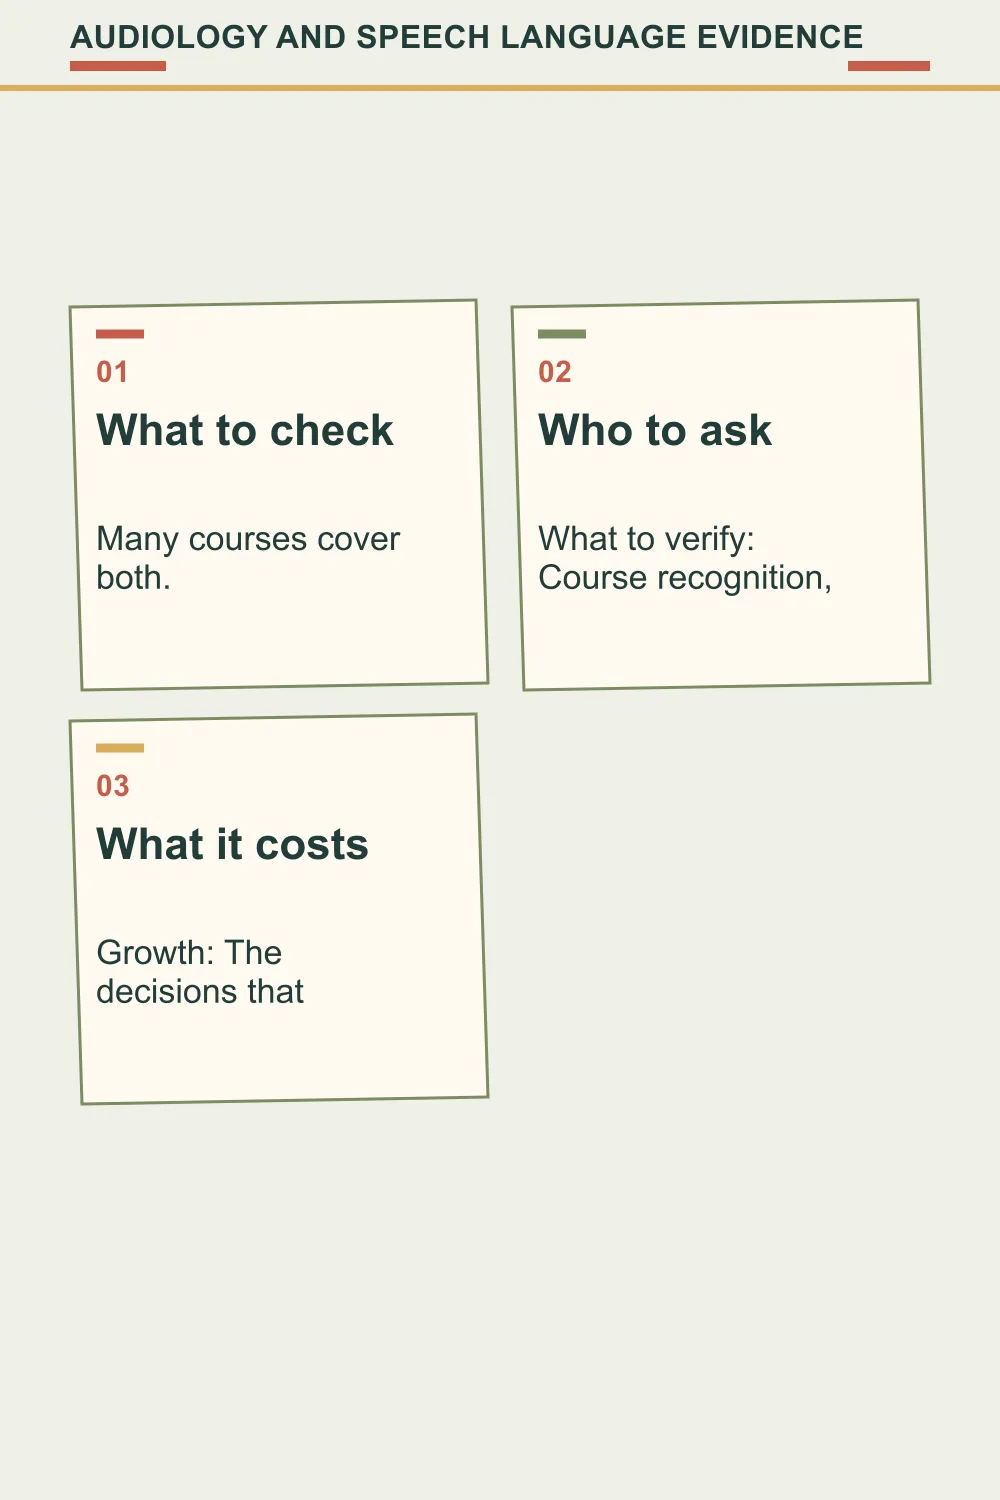 AUDIOLOGY AND SPEECH LANGUAGE EVIDENCE
01
What to check
Many courses cover
both.
02
Who to ask
What to verify:
Course recognition,
03
What it costs
Growth: The
decisions that